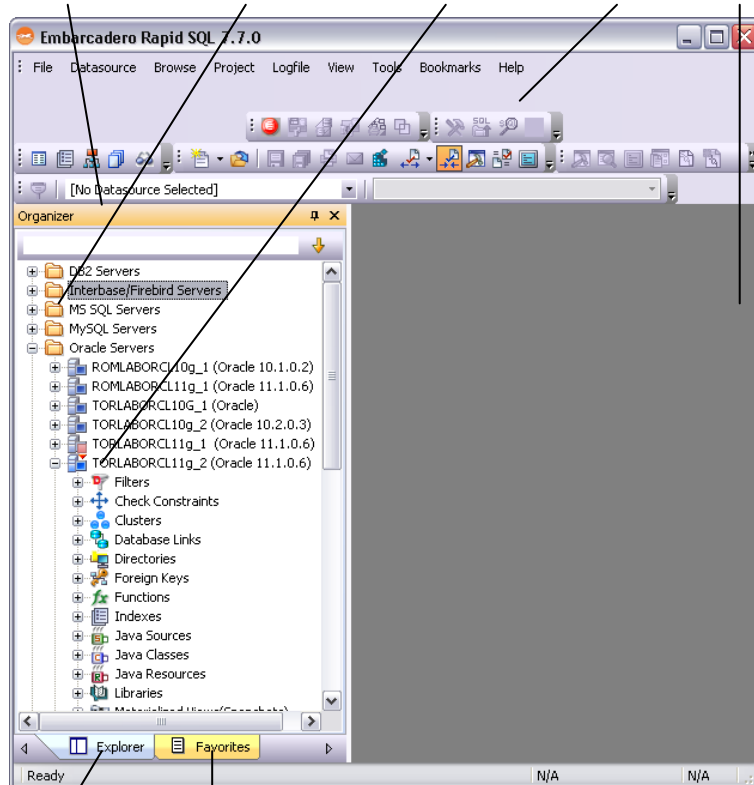 Embarcadero Rapid SQL 7.7.0
File Datasource Browse Project Logfile View Tools Bookmarks Help
SQL
[No Datasource Selected]
Organizer
DB2 Servers
Interbase/Firebird Servers
MS SQL Servers
MySQL Servers
Oracle Servers
ROMLABORCL10g_1 (Oracle 10.1.0.2)
ROMLABORCL11g_1 (Oracle 11.1.0.6)
TORLABORCL10G_1 (Oracle)
TORLABORCL10g_2 (Oracle 10.2.0.3)
TORLABORCL11g_1 (Oracle 11.1.0.6)
TORLABORCL11g_2 (Oracle 11.1.0.6)
Filters
Check Constraints
Clusters
Database Links
Directories
Foreign Keys
Functions
Indexes
Java Sources
Java Classes
Java Resources
Libraries
Materialized Views(Snapshots)
Explorer Favorites
Ready N/A N/A